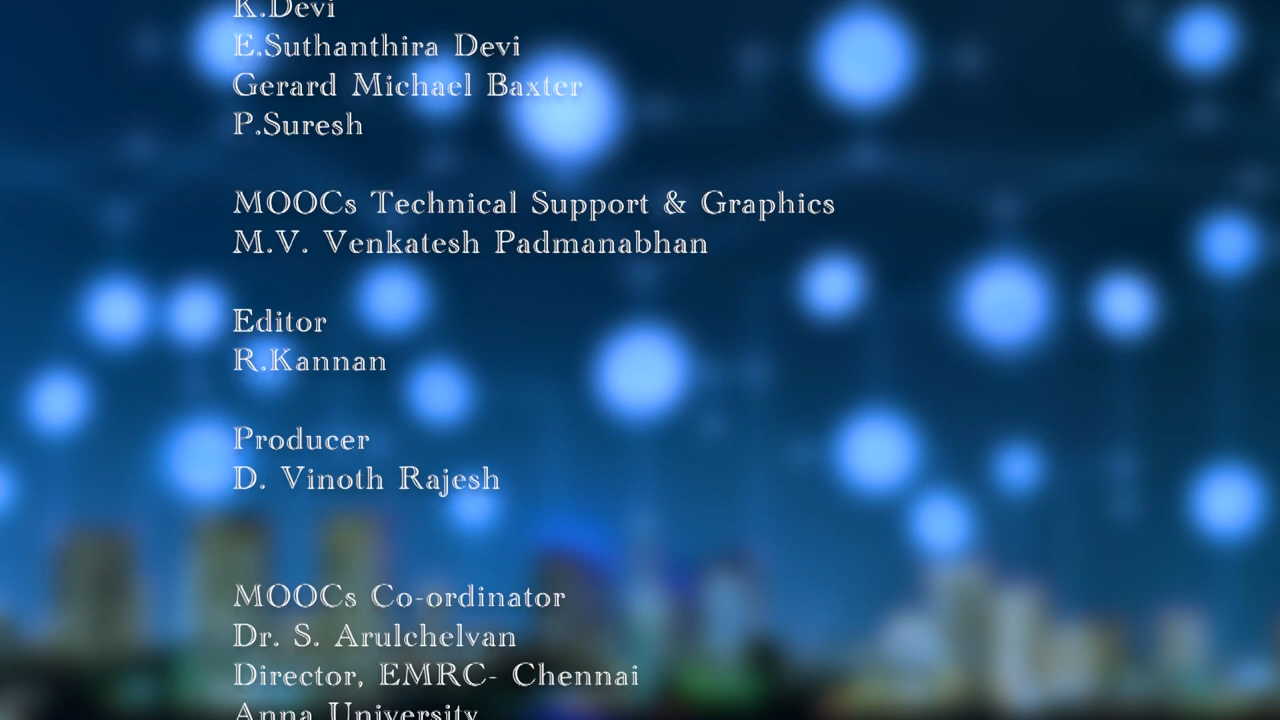 K.Devi
E.Suthanthira Devi
Gerard Michael Baxter
P.Suresh
MOOCs Technical Support & Graphics
M.V. Venkatesh Padmanabhan
Editor
R.Kannan
Producer
D. Vinoth Rajesh
MOOCs Co-ordinator
Dr. S. Arulchelvan
Director, EMRC- Chennai
Anna University